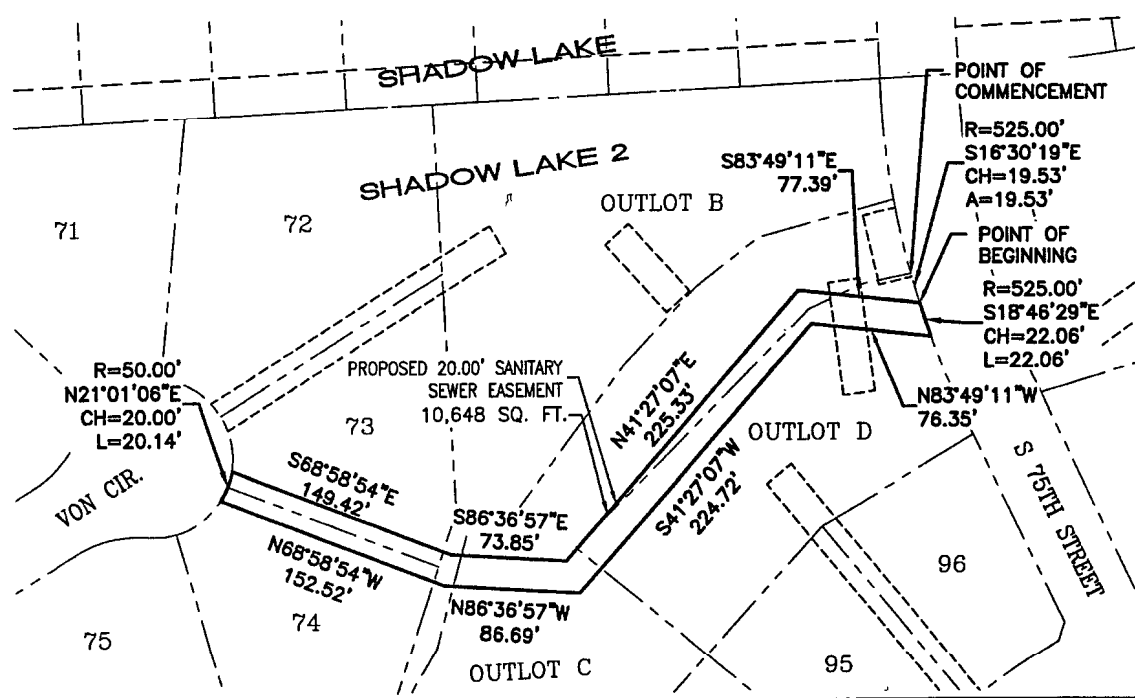 SHADOW LAKE
POINT OF
COMMENCEMENT
R=525.00'
S16°30'19"E
CH=19.53'
A=19.53'
SHADOW LAKE 2
S83°49'11"E
77.39'
OUTLOT B
71
72
POINT OF
BEGINNING
R=525.00'
S18°46'29"E
CH=22.06'
L=22.06'
R=50.00'
N21°01'06"E
CH=20.00'
L=20.14'
PROPOSED 20.00' SANITARY
SEWER EASEMENT
10,648 SQ. FT.
N41°27'07"E
225.33'
N83°49'11"W
76.35'
73
OUTLOT D
S 75TH STREET
VON CIR.
S68°58'54"E
149.42'
S41°27'07"W
224.72'
S86°36'57"E
73.85'
N68°58'54"W
152.52'
96
N86°36'57"W
86.69'
74
75
OUTLOT C
95